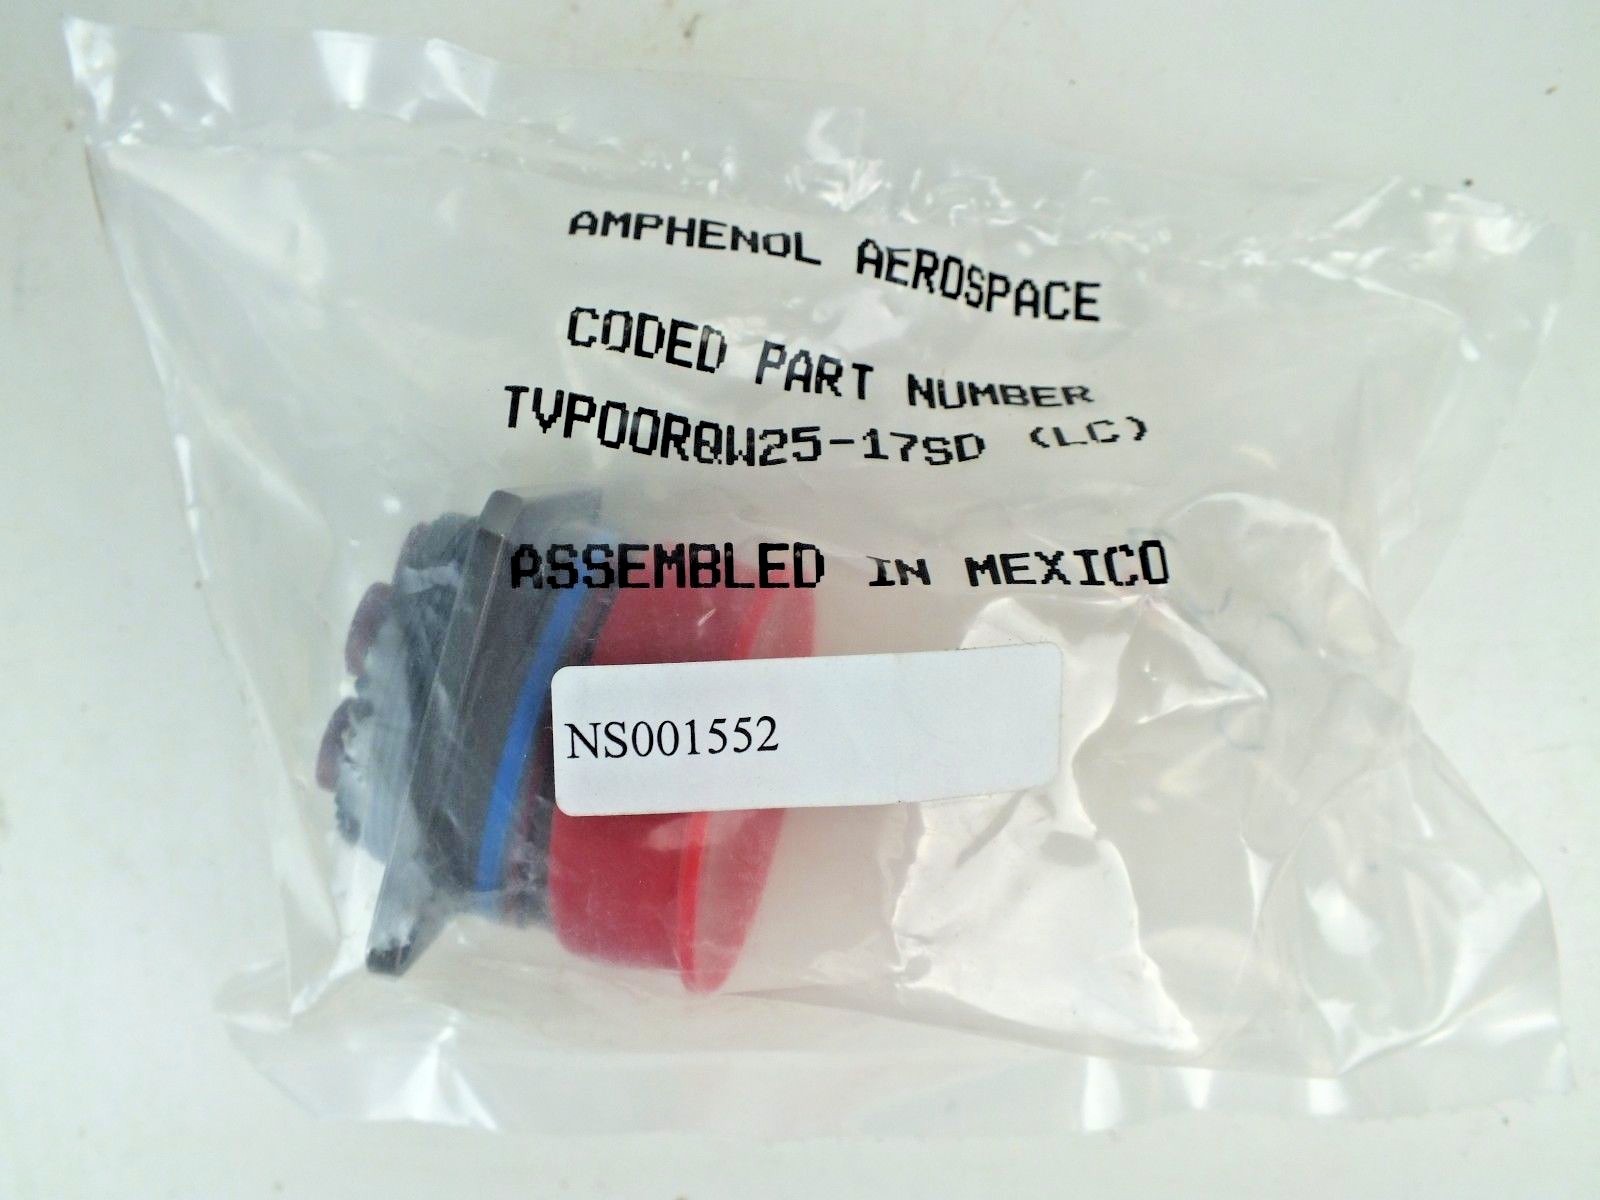 AMPHENOL AEROSPACE
CODED PART NUMBER
TVP00RQW25-17SD (LC)
ASSEMBLED IN MEXICO
NS001552